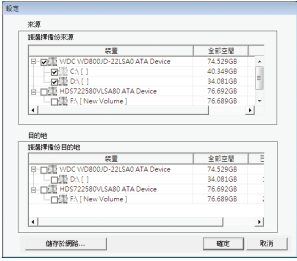 設定
來源
請選擇備份來源
裝置 全部空間
WDC WD800JD-22LSA0 ATA Device 74.529GB
C:\ [ ] 40.349GB
D:\ [ ] 34.081GB
HDS722580VLSA80 ATA Device 76.692GB
F:\ [ New Volume ] 76.689GB
目的地
請選擇備份目的地
裝置 全部空間
WDC WD800JD-22LSA0 ATA Device 74.529GB
D:\ [ ] 34.081GB
HDS722580VLSA80 ATA Device 76.692GB
F:\ [ New Volume ] 76.689GB
儲存於網路... 確定 取消